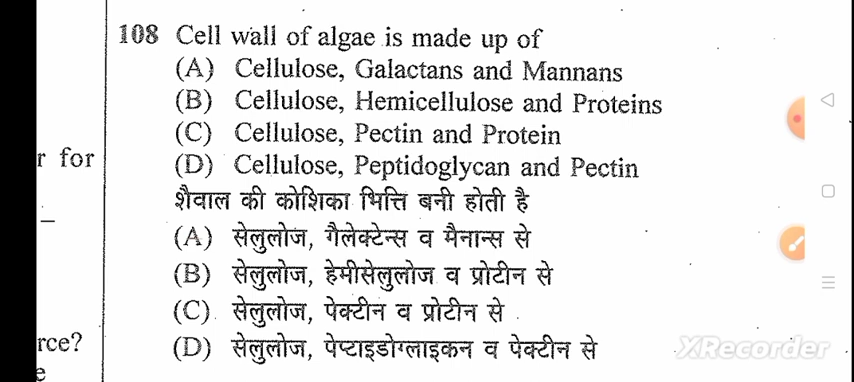 108 Cell wall of algae is made up of
(A) Cellulose, Galactans and Mannans
(B) Cellulose, Hemicellulose and Proteins
(C) Cellulose, Pectin and Protein
r for
(D) Cellulose, Peptidoglycan and Pectin
शैवाल की कोशिका भित्ति बनी होती है
(A) सेलुलोज, गैलेक्टेन्स व मैनान्स से
(B) सेलुलोज, हेमीसेलुलोज व प्रोटीन से
(C) सेलुलोज, पेक्टीन व प्रोटीन से
rce?
(D) सेलुलोज, पेप्टाइडोग्लाइकन व पेक्टीन से
XRecorder
e